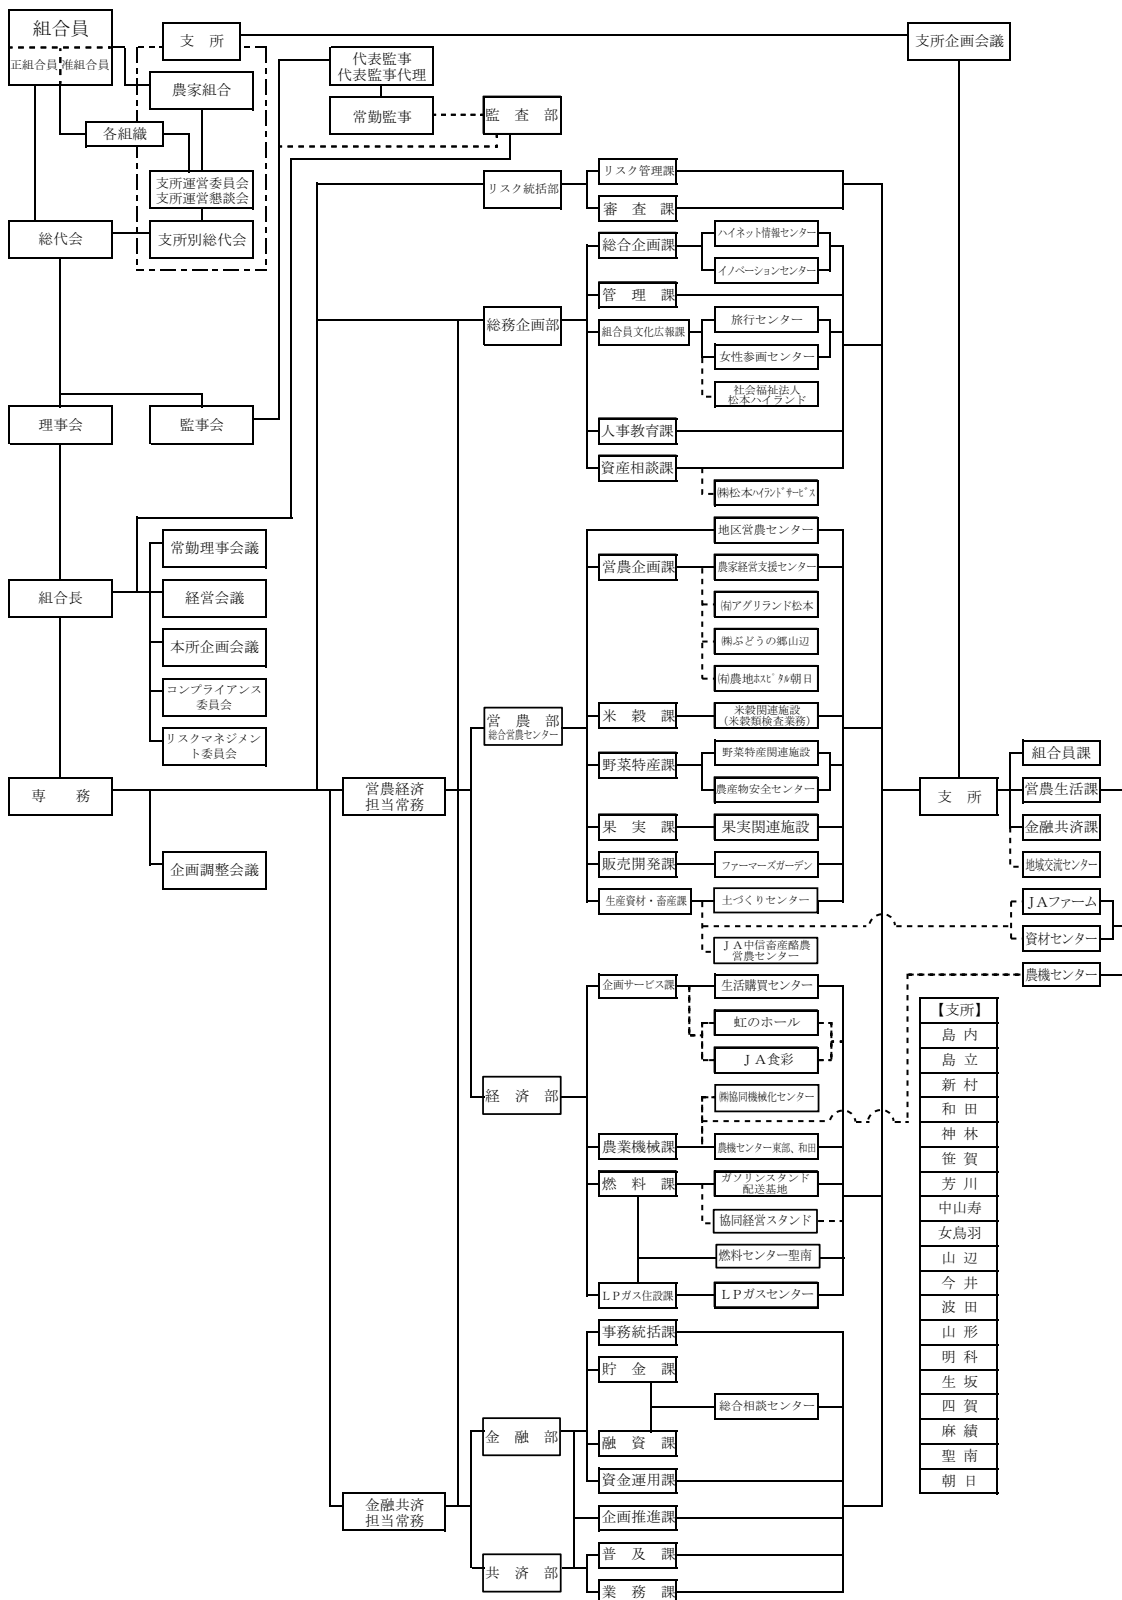 組合員
正組合員 准組合員
支　所
農家組合
各組織
支所運営委員会
支所運営懇談会
総代会
支所別総代会
代表監事
代表監事代理
常勤監事
監　査　部
支所企画会議
理事会
監事会
組合長
常勤理事会議
経営会議
本所企画会議
コンプライアンス
委員会
リスクマネジメン
ト委員会
専　　務
企画調整会議
営農経済
担当常務
金融共済
担当常務
リスク統括部
リスク管理課
審　査　課
総務企画部
総合企画課
ハイネット情報センター
イノベーションセンター
管　理　課
組合員文化広報課
旅行センター
女性参画センター
社会福祉法人
松本ハイランド
人事教育課
資産相談課
㈱松本ハイランドサービス
営　農　部
総合営農センター
地区営農センター
営農企画課
農家経営支援センター
㈲アグリランド松本
㈱ぶどうの郷山辺
㈲農地ホスピタル朝日
米　穀　課
米穀関連施設
（米穀類検査業務）
野菜特産課
野菜特産関連施設
農産物安全センター
果　実　課
果実関連施設
販売開発課
ファーマーズガーデン
生産資材・畜産課
土づくりセンター
ＪＡ中信畜産酪農
営農センター
経　済　部
企画サービス課
生活購買センター
虹のホール
ＪＡ食彩
㈱協同機械化センター
農業機械課
農機センター東部、和田
燃　料　課
ガソリンスタンド
配送基地
協同経営スタンド
燃料センター聖南
ＬＰガス住設課
ＬＰガスセンター
金　融　部
事務統括課
貯　金　課
総合相談センター
融　資　課
資金運用課
共　済　部
企画推進課
普　及　課
業　務　課
支　所
組合員課
営農生活課
金融共済課
地域交流センター
ＪＡファーム
資材センター
農機センター
【支所】
島 内
島 立
新 村
和 田
神 林
笹 賀
芳 川
中山寿
女鳥羽
山 辺
今 井
波 田
山 形
明 科
生 坂
四 賀
麻 績
聖 南
朝 日